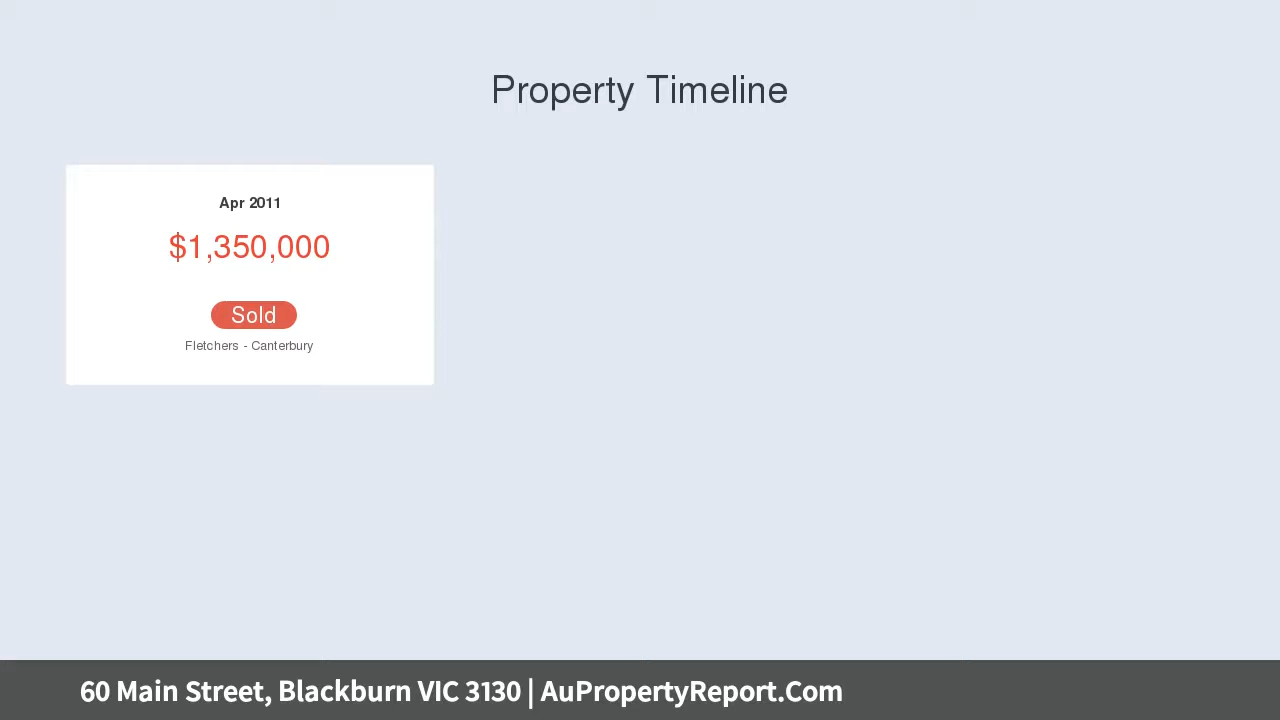 Property Timeline
Apr 2011
$1,350,000
Sold
Fletchers - Canterbury
60 Main Street, Blackburn VIC 3130 | AuPropertyReport.Com